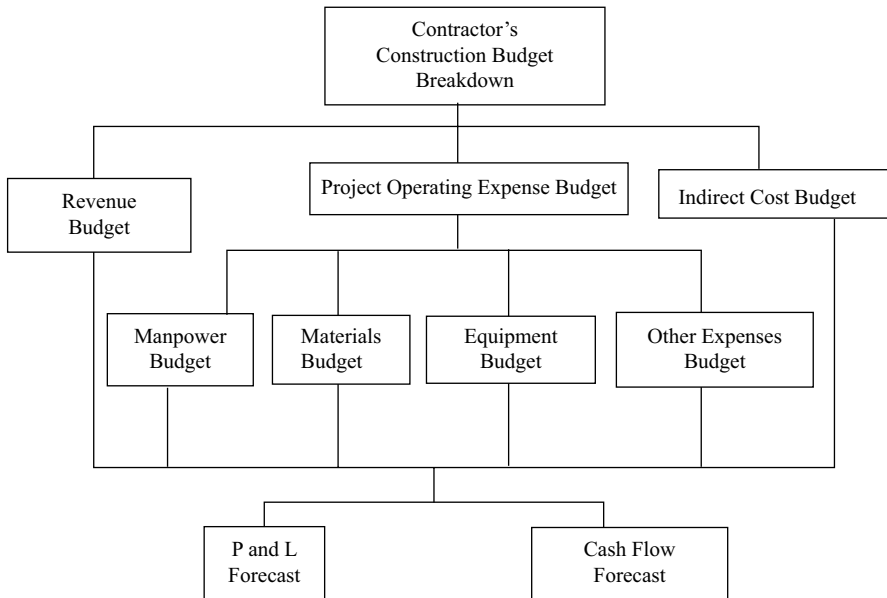 Contractor’s
Construction Budget
Breakdown
Revenue
Budget
Project Operating Expense Budget
Indirect Cost Budget
Manpower
Budget
Materials
Budget
Equipment
Budget
Other Expenses
Budget
P and L
Forecast
Cash Flow
Forecast